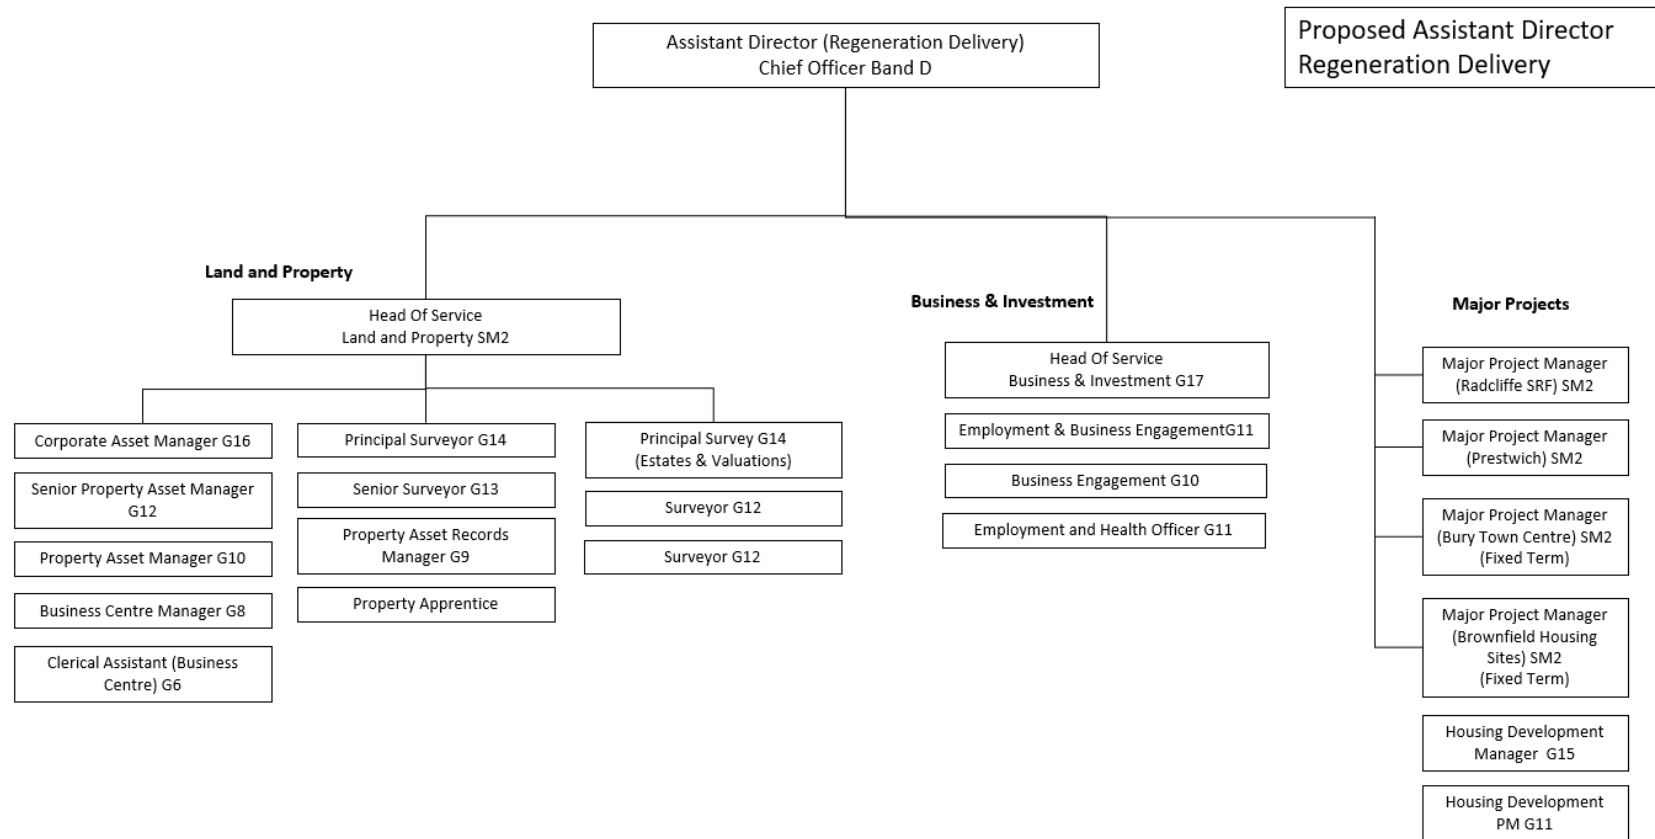 Proposed Assistant Director
Regeneration Delivery
Assistant Director (Regeneration Delivery)
Chief Officer Band D
Land and Property
Head Of Service
Land and Property SM2
Corporate Asset Manager G16
Senior Property Asset Manager
G12
Property Asset Manager G10
Business Centre Manager G8
Clerical Assistant (Business
Centre) G6
Principal Surveyor G14
Senior Surveyor G13
Property Asset Records
Manager G9
Property Apprentice
Principal Survey G14
(Estates & Valuations)
Surveyor G12
Surveyor G12
Business & Investment
Head Of Service
Business & Investment G17
Employment & Business EngagementG11
Business Engagement G10
Employment and Health Officer G11
Major Projects
Major Project Manager
(Radcliffe SRF) SM2
Major Project Manager
(Prestwich) SM2
Major Project Manager
(Bury Town Centre) SM2
(Fixed Term)
Major Project Manager
(Brownfield Housing
Sites) SM2
(Fixed Term)
Housing Development
Manager  G15
Housing Development
PM G11